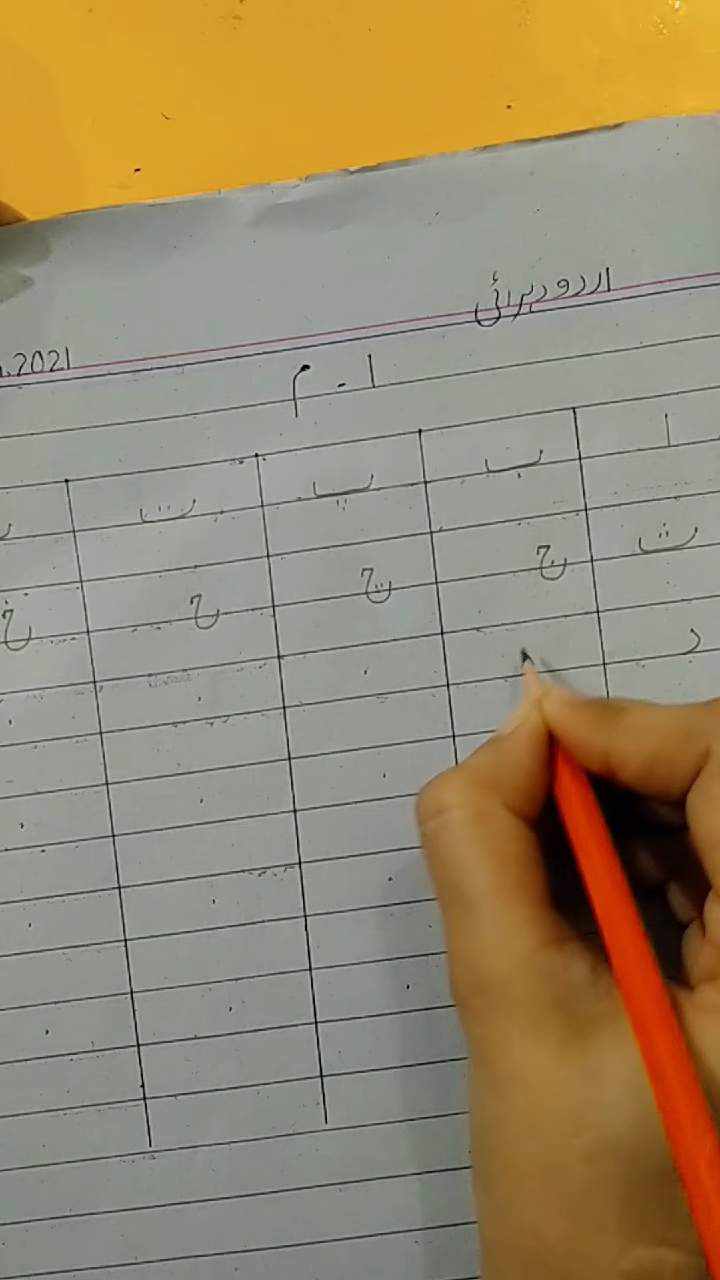 اردو دہرائی
2021
ا - م
ا ب پ ت
ث ج چ ح خ
د